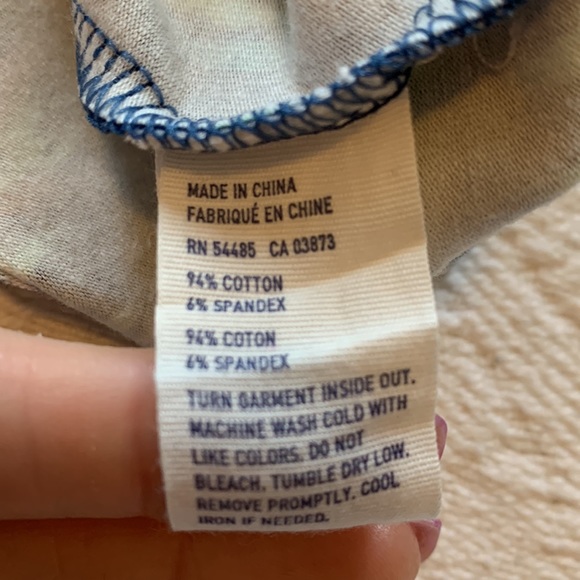 MADE IN CHINA
FABRIQUÉ EN CHINE
RN 54485 CA 03873
94% COTTON
6% SPANDEX
94% COTON
6% SPANDEX
TURN GARMENT INSIDE OUT.
MACHINE WASH COLD WITH
LIKE COLORS. DO NOT
BLEACH. TUMBLE DRY LOW.
REMOVE PROMPTLY. COOL
IRON IF NEEDED.